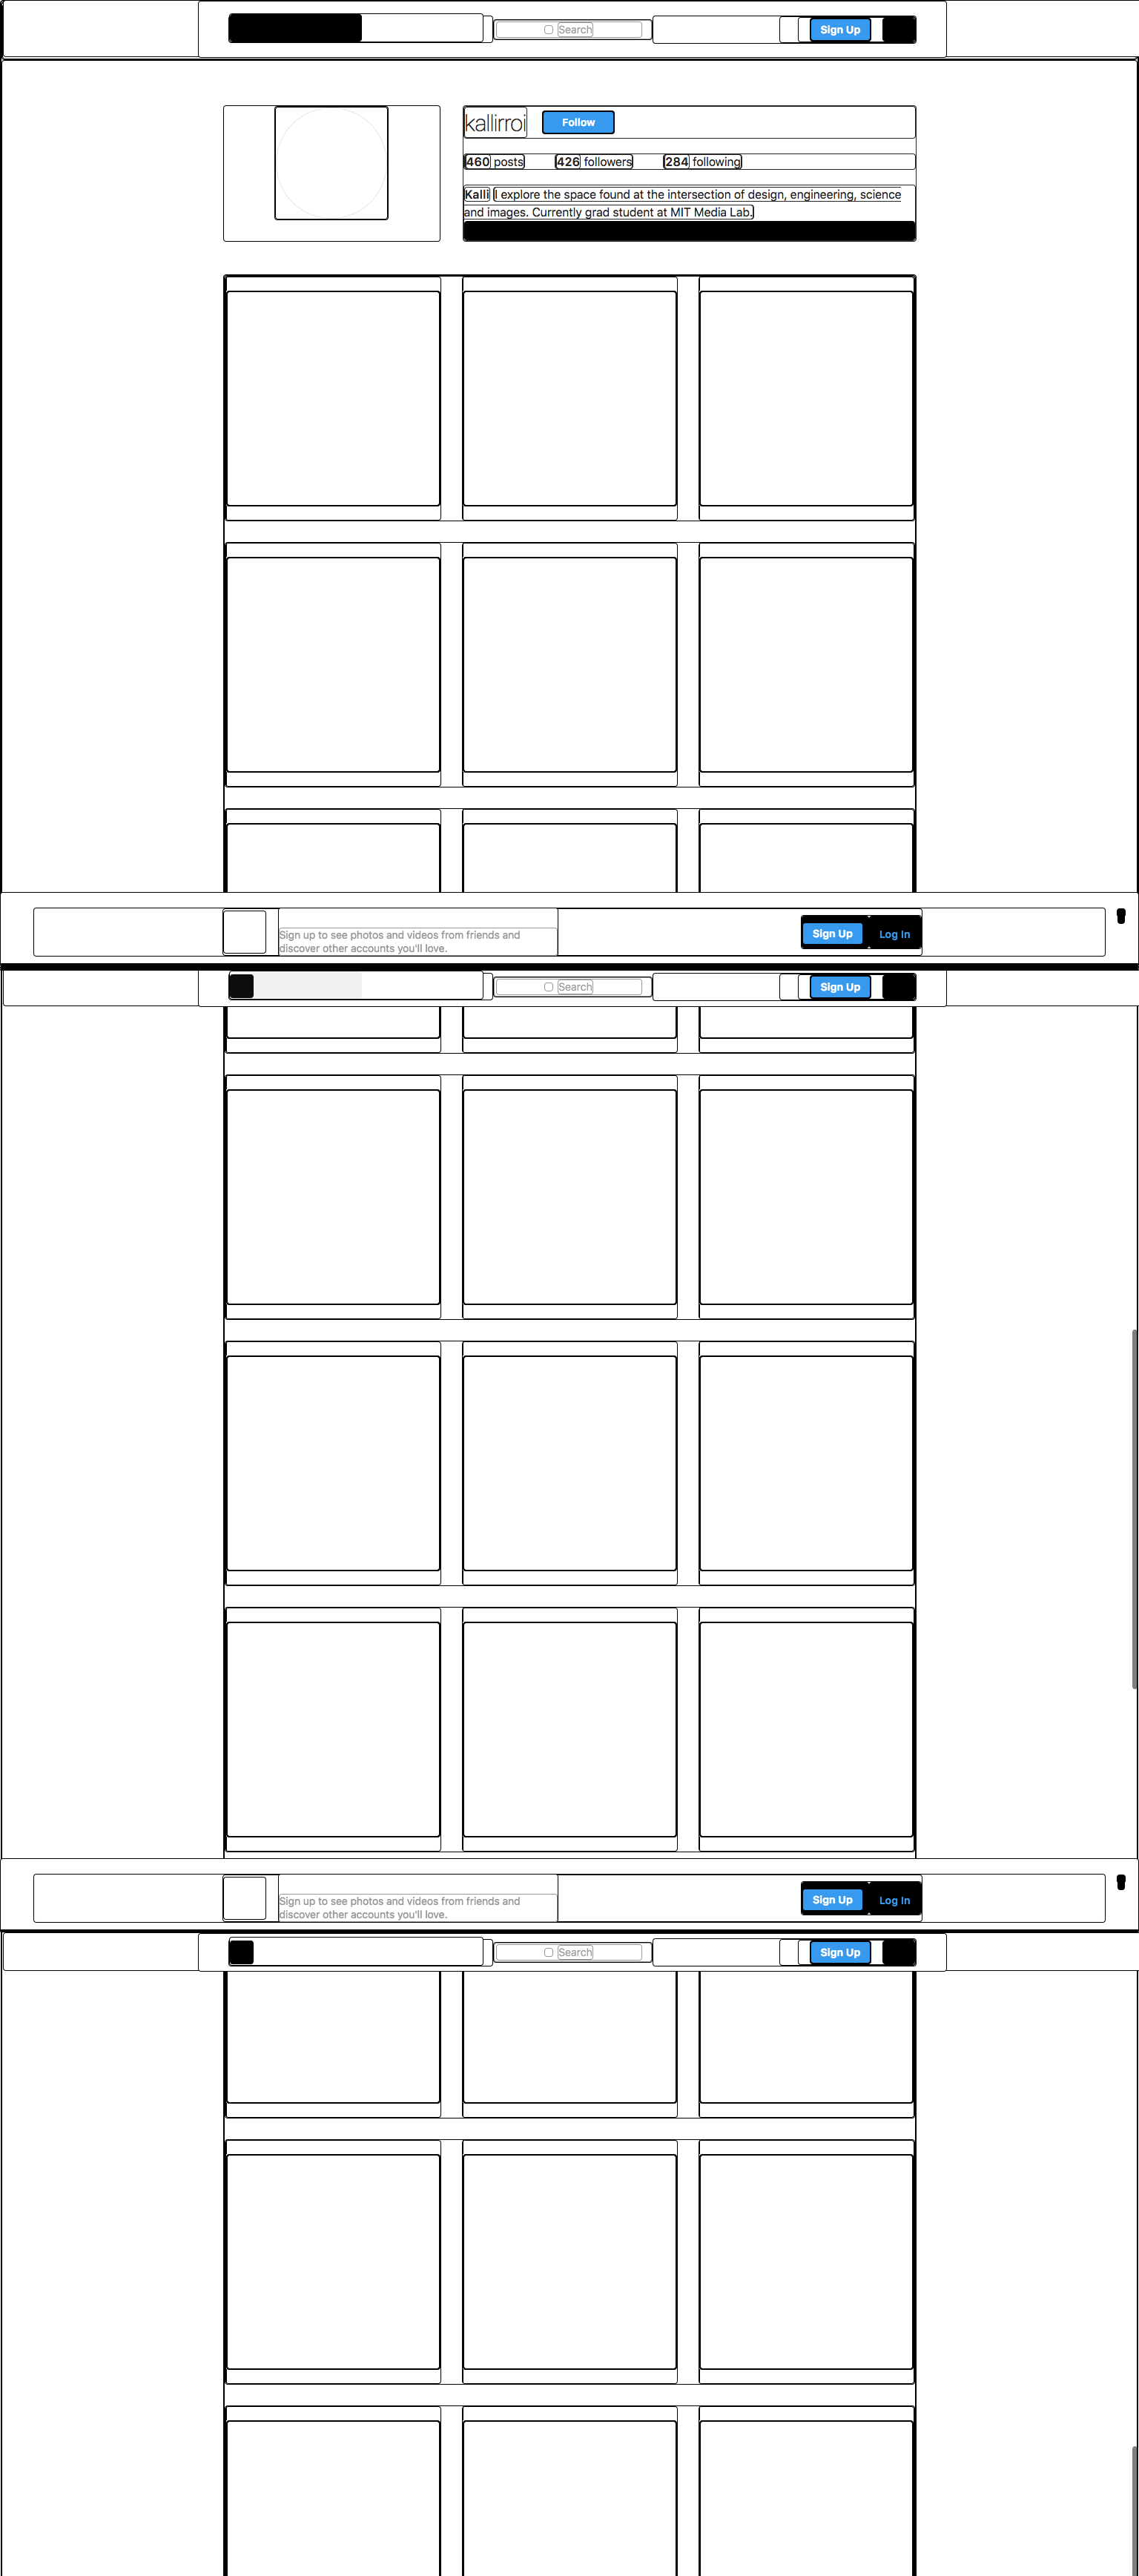 Search
Sign Up
kallirroi
Follow
460 posts 426 followers 284 following
Kalli I explore the space found at the intersection of design, engineering, science
and images. Currently grad student at MIT Media Lab.
Sign up to see photos and videos from friends and
discover other accounts you'll love.
Sign Up
Log In
Search
Sign Up
Sign up to see photos and videos from friends and
discover other accounts you'll love.
Sign Up
Log In
Search
Sign Up